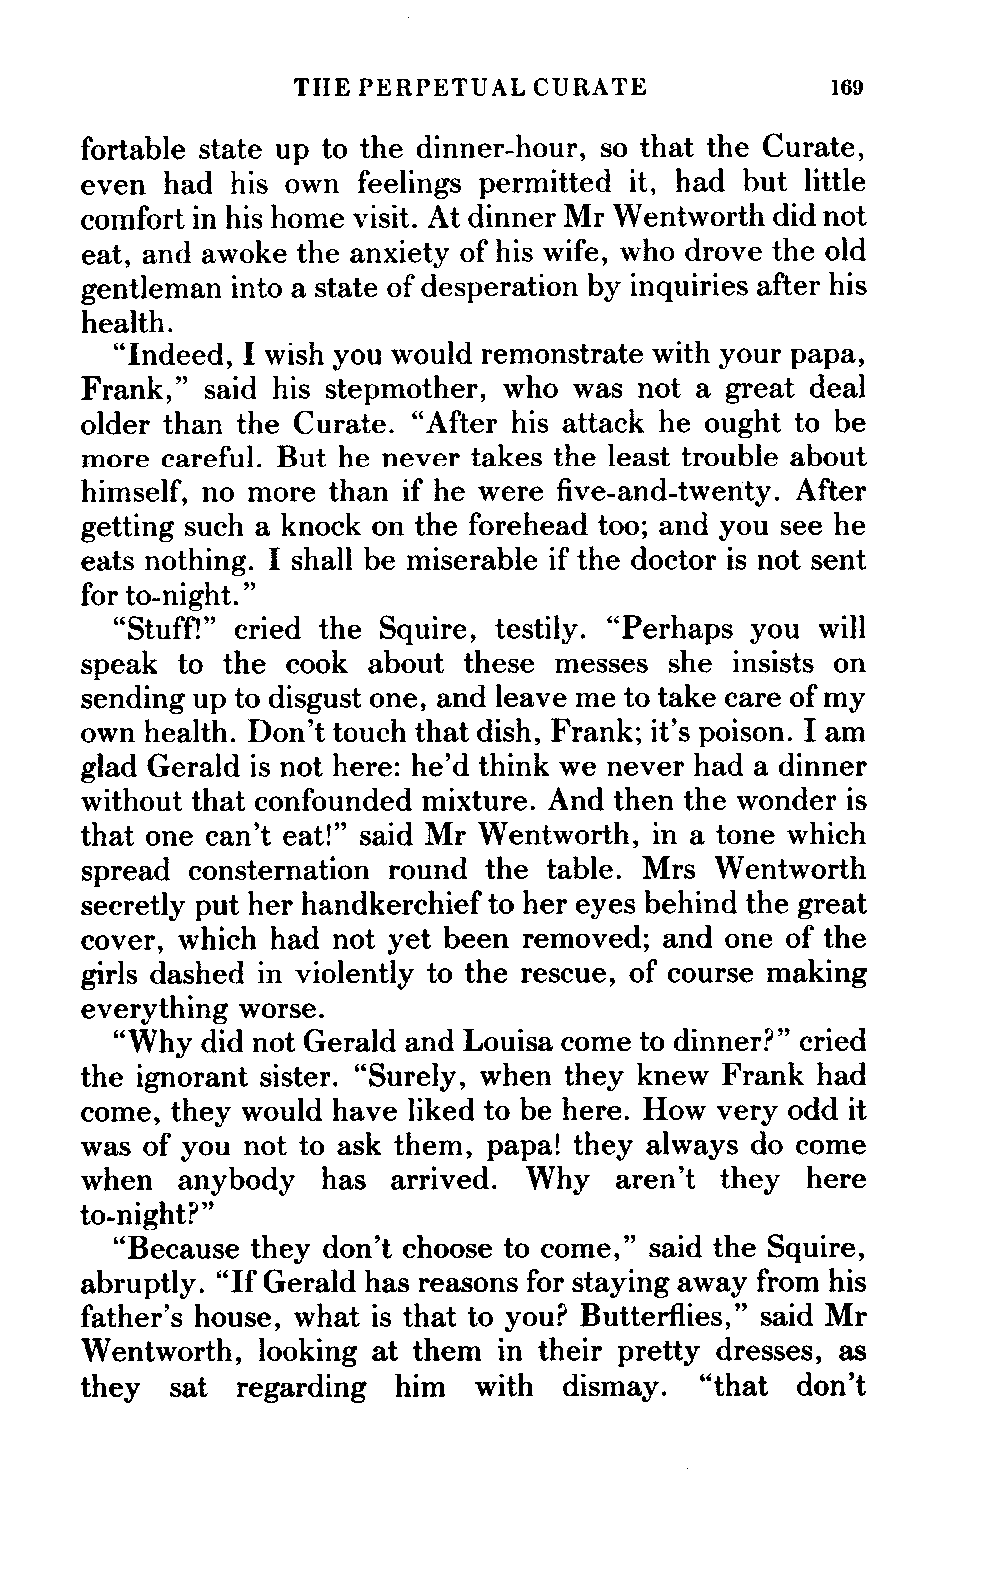 THE PERPETUAL CURATE 169
fortable state up to the dinner-hour, so that the Curate,
even had his own feelings permitted it, had but little
comfort in his home visit. At dinner Mr Wentworth did not
eat, and awoke the anxiety of his wife, who drove the old
gentleman into a state of desperation by inquiries after his
health.
“Indeed, I wish you would remonstrate with your papa,
Frank,” said his stepmother, who was not a great deal
older than the Curate. “After his attack he ought to be
more careful. But he never takes the least trouble about
himself, no more than if he were five-and-twenty. After
getting such a knock on the forehead too; and you see he
eats nothing. I shall be miserable if the doctor is not sent
for to-night.”
“Stuff!” cried the Squire, testily. “Perhaps you will
speak to the cook about these messes she insists on
sending up to disgust one, and leave me to take care of my
own health. Don’t touch that dish, Frank; it’s poison. I am
glad Gerald is not here: he’d think we never had a dinner
without that confounded mixture. And then the wonder is
that one can’t eat!” said Mr Wentworth, in a tone which
spread consternation round the table. Mrs Wentworth
secretly put her handkerchief to her eyes behind the great
cover, which had not yet been removed; and one of the
girls dashed in violently to the rescue, of course making
everything worse.
“Why did not Gerald and Louisa come to dinner?” cried
the ignorant sister. “Surely, when they knew Frank had
come, they would have liked to be here. How very odd it
was of you not to ask them, papa! they always do come
when anybody has arrived. Why aren’t they here
to-night?”
“Because they don’t choose to come,” said the Squire,
abruptly. “If Gerald has reasons for staying away from his
father’s house, what is that to you? Butterflies,” said Mr
Wentworth, looking at them in their pretty dresses, as
they sat regarding him with dismay. “that don’t